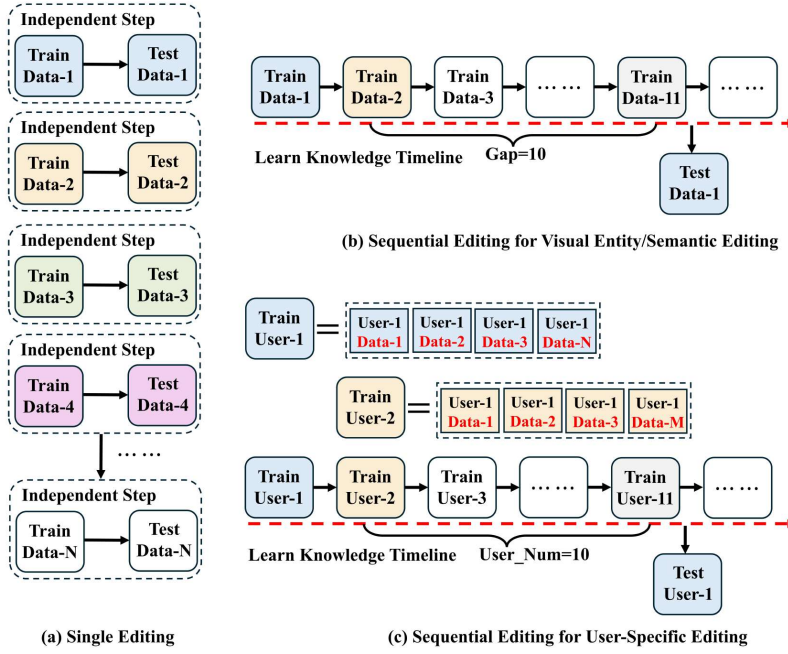 Independent Step
Train Data-1
Test Data-1
Independent Step
Train Data-2
Test Data-2
Independent Step
Train Data-3
Test Data-3
Independent Step
Train Data-4
Test Data-4
... ...
Independent Step
Train Data-N
Test Data-N
(a) Single Editing
Train Data-1
Train Data-2
Train Data-3
... ...
Train Data-11
... ...
Learn Knowledge Timeline
Gap=10
Test Data-1
(b) Sequential Editing for Visual Entity/Semantic Editing
Train User-1
=
User-1 Data-1
User-1 Data-2
User-1 Data-3
User-1 Data-N
Train User-2
=
User-1 Data-1
User-1 Data-2
User-1 Data-3
User-1 Data-M
Train User-1
Train User-2
Train User-3
... ...
Train User-11
... ...
Learn Knowledge Timeline
User_Num=10
Test User-1
(c) Sequential Editing for User-Specific Editing